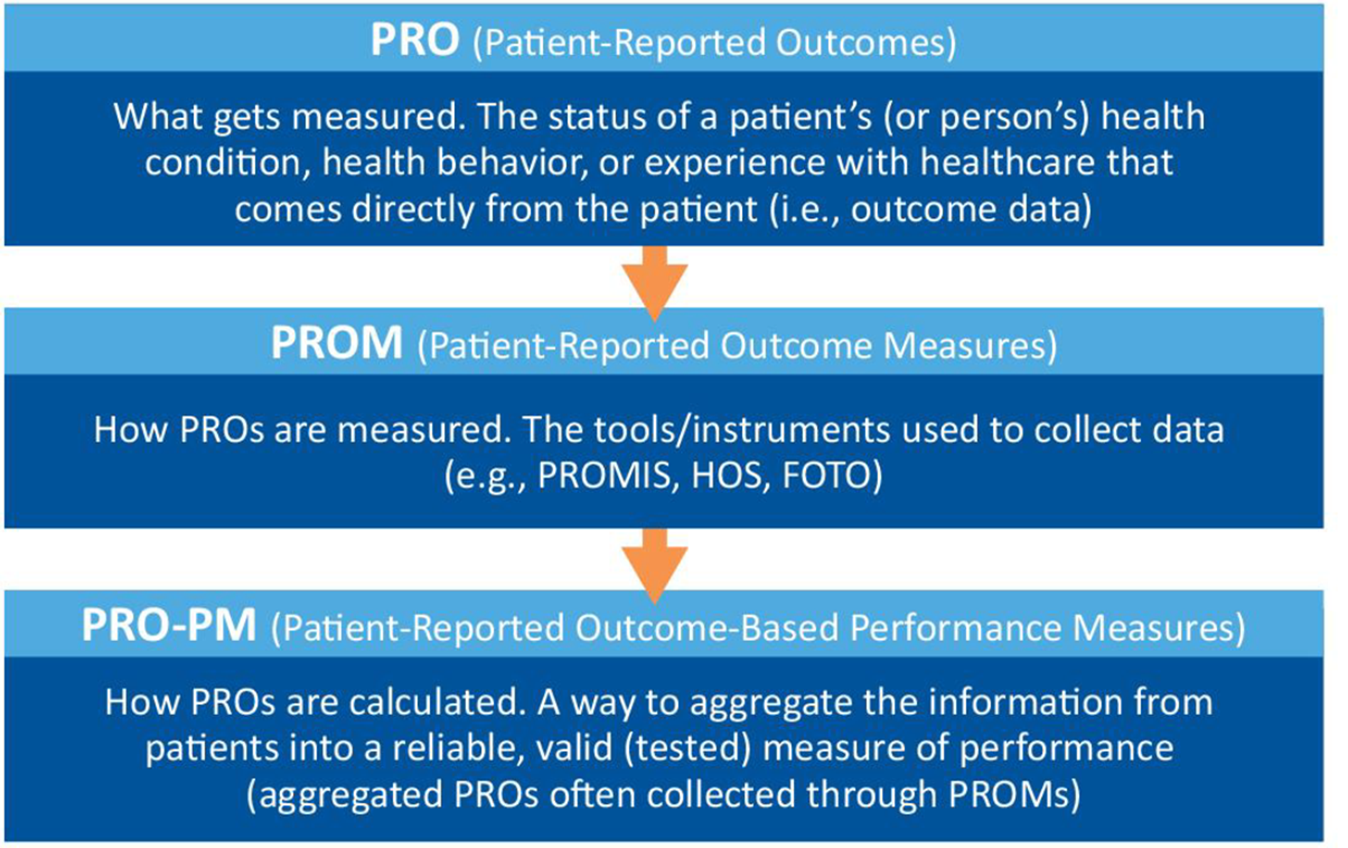 PRO (Patient-Reported Outcomes)
What gets measured. The status of a patient’s (or person’s) health
condition, health behavior, or experience with healthcare that
comes directly from the patient (i.e., outcome data)
PROM (Patient-Reported Outcome Measures)
How PROs are measured. The tools/instruments used to collect data
(e.g., PROMIS, HOS, FOTO)
PRO-PM (Patient-Reported Outcome-Based Performance Measures)
How PROs are calculated. A way to aggregate the information from
patients into a reliable, valid (tested) measure of performance
(aggregated PROs often collected through PROMs)